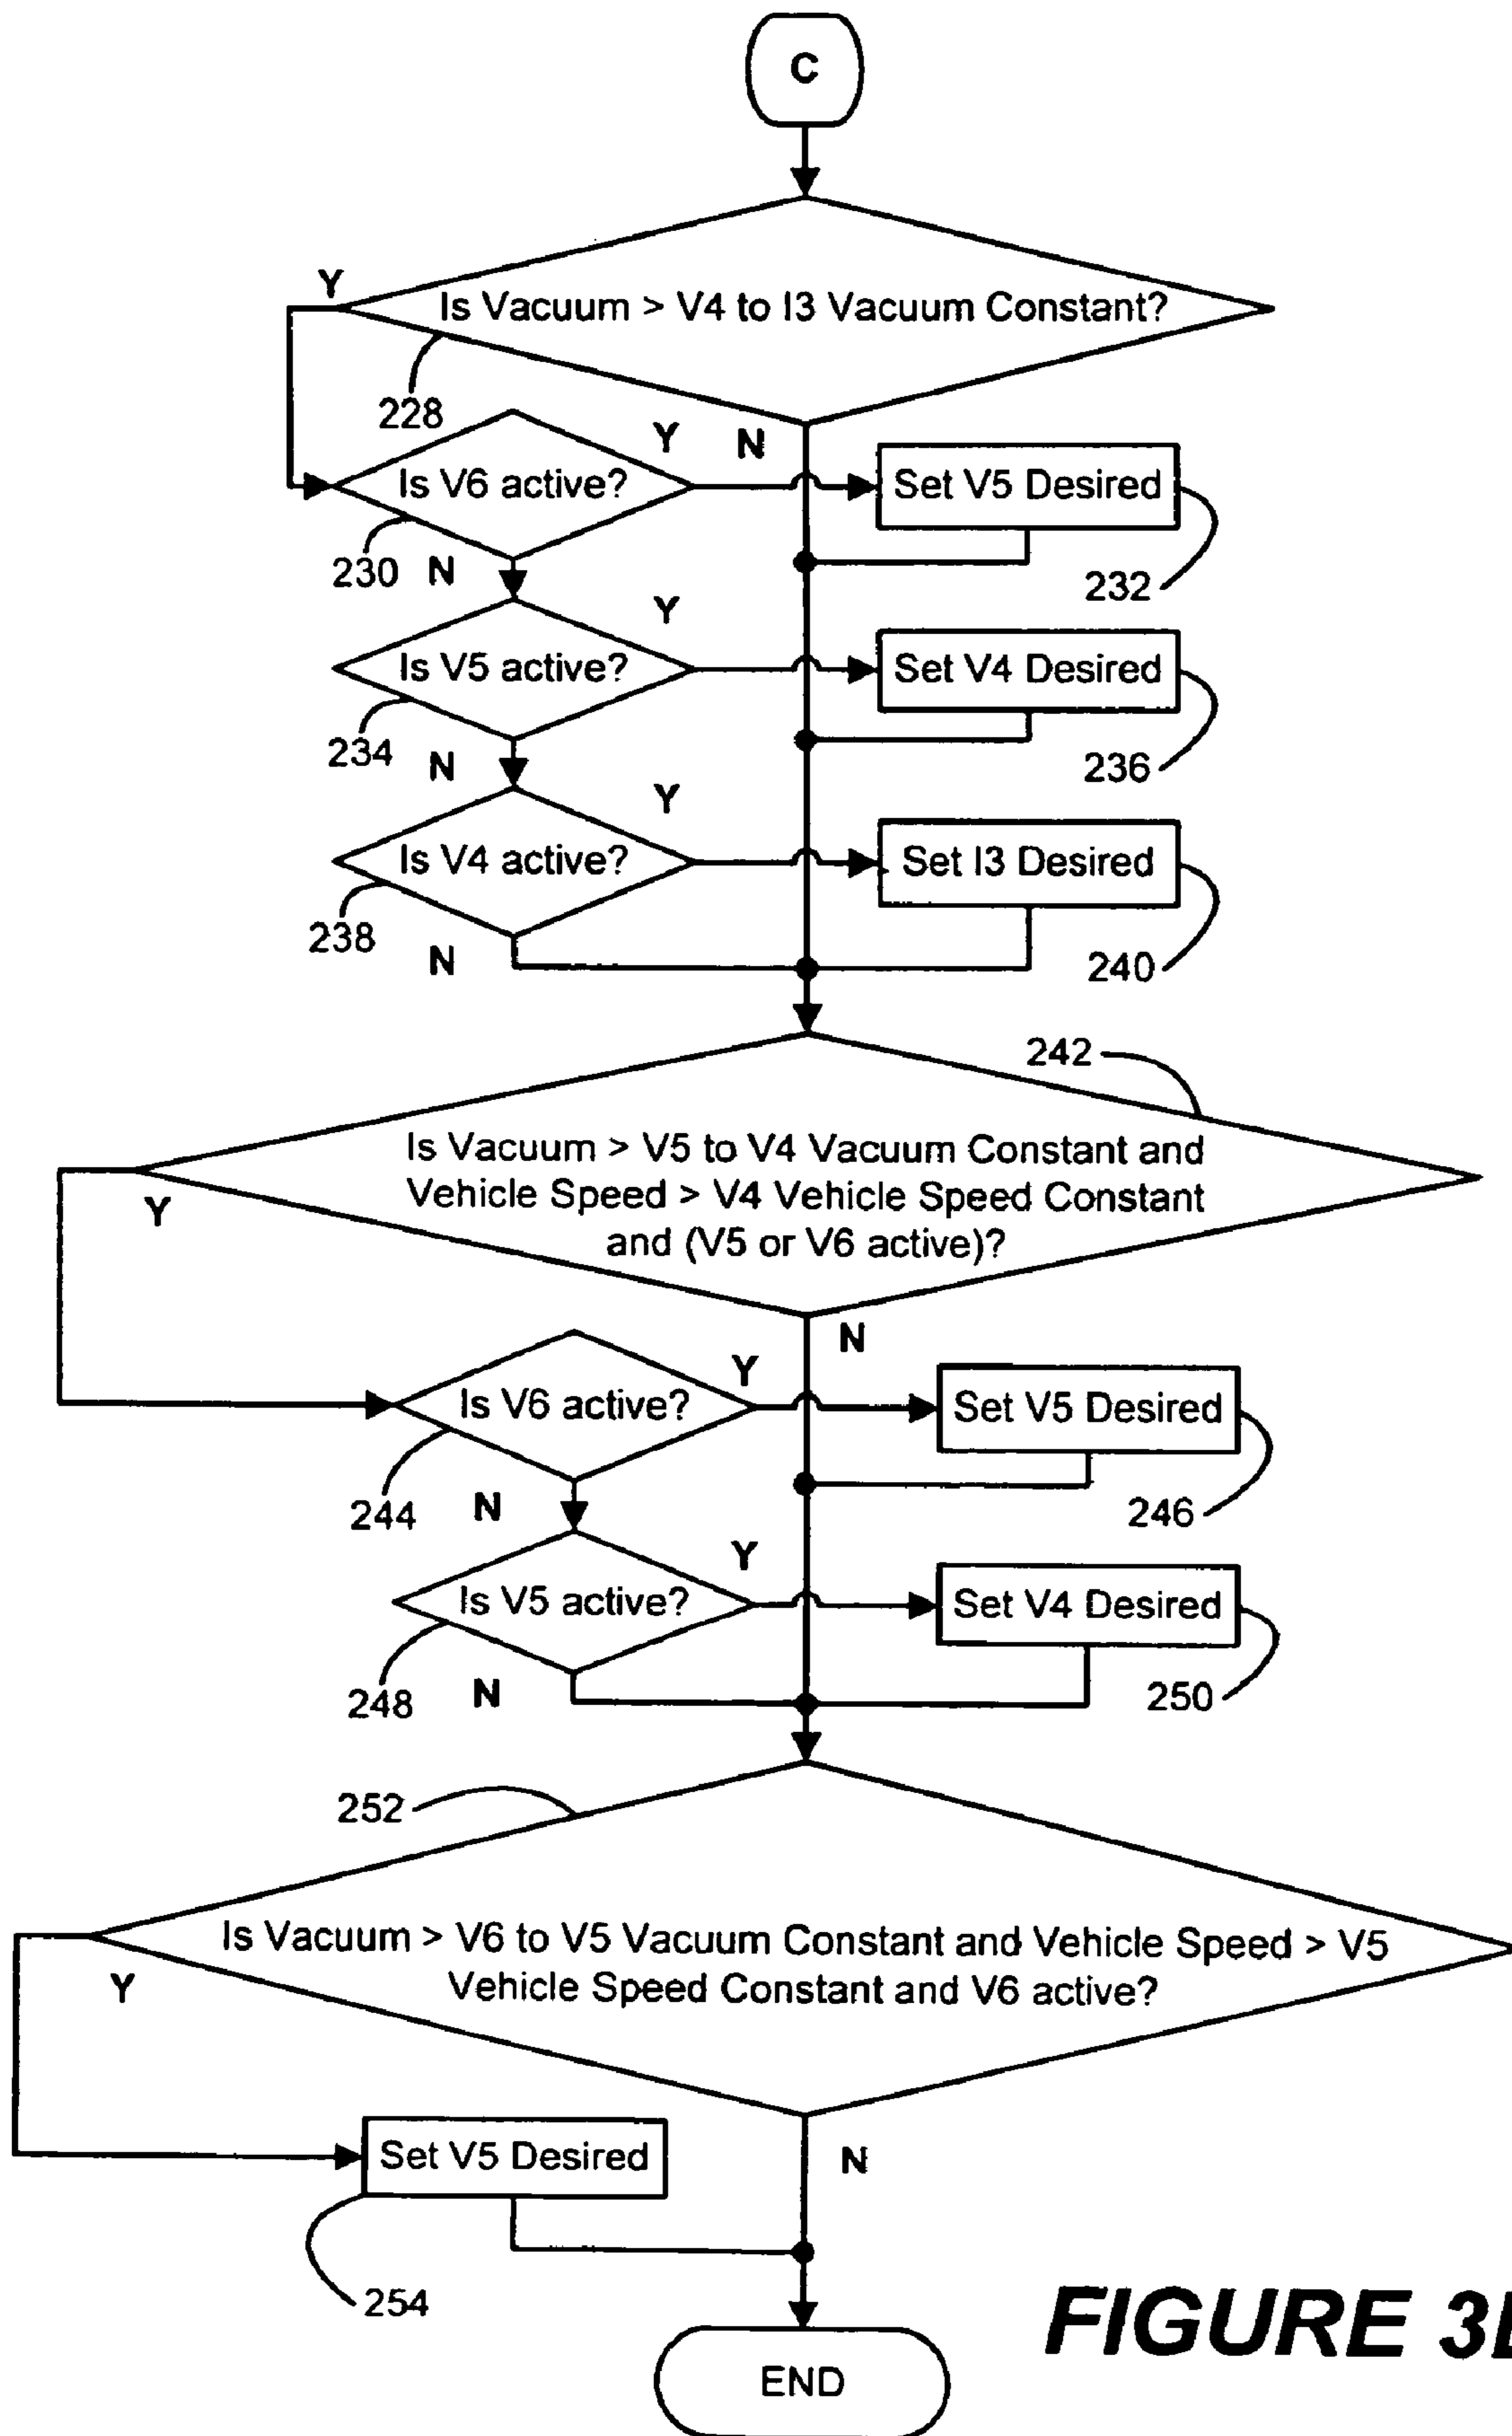 C
Y
Is Vacuum > V4 to I3 Vacuum Constant?
228
Y
N
Is V6 active?
Set V5 Desired
230
N
232
Y
Is V5 active?
Set V4 Desired
234
N
236
Y
Is V4 active?
Set I3 Desired
238
N
240
242
Is Vacuum > V5 to V4 Vacuum Constant and
Vehicle Speed > V4 Vehicle Speed Constant
and (V5 or V6 active)?
Y
N
Y
Is V6 active?
Set V5 Desired
244
N
246
Y
Is V5 active?
Set V4 Desired
248
N
250
252
Is Vacuum > V6 to V5 Vacuum Constant and Vehicle Speed > V5
Vehicle Speed Constant and V6 active?
Y
Set V5 Desired
N
254
FIGURE
END